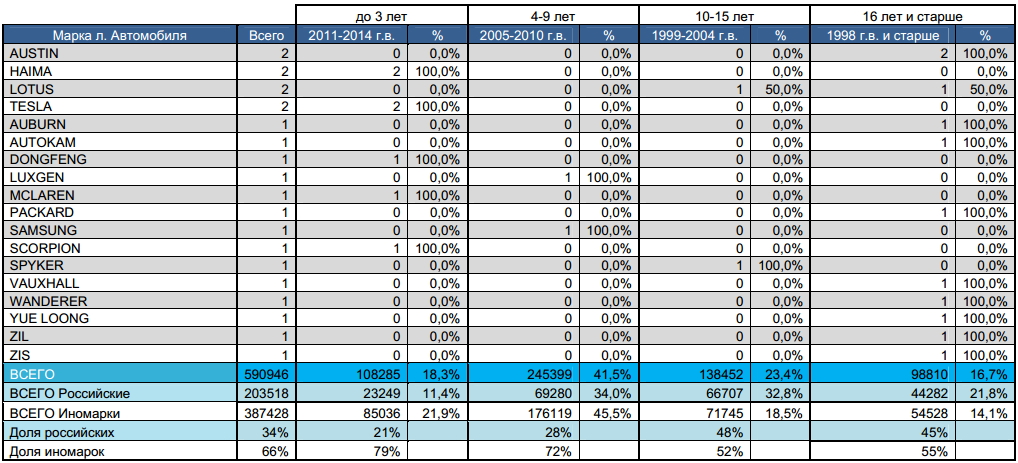 до 3 лет 4-9 лет 10-15 лет 16 лет и старше
Марка л. Автомобиля Всего 2011-2014 г.в. % 2005-2010 г.в. % 1999-2004 г.в. % 1998 г.в. и старше %
AUSTIN 2 0 0,0% 0 0,0% 0 0,0% 2 100,0%
HAIMA 2 2 100,0% 0 0,0% 0 0,0% 0 0,0%
LOTUS 2 0 0,0% 0 0,0% 1 50,0% 1 50,0%
TESLA 2 2 100,0% 0 0,0% 0 0,0% 0 0,0%
AUBURN 1 0 0,0% 0 0,0% 0 0,0% 1 100,0%
AUTOKAM 1 0 0,0% 0 0,0% 0 0,0% 1 100,0%
DONGFENG 1 1 100,0% 0 0,0% 0 0,0% 0 0,0%
LUXGEN 1 0 0,0% 1 100,0% 0 0,0% 0 0,0%
MCLAREN 1 1 100,0% 0 0,0% 0 0,0% 0 0,0%
PACKARD 1 0 0,0% 0 0,0% 0 0,0% 1 100,0%
SAMSUNG 1 0 0,0% 1 100,0% 0 0,0% 0 0,0%
SCORPION 1 1 100,0% 0 0,0% 0 0,0% 0 0,0%
SPYKER 1 0 0,0% 0 0,0% 1 100,0% 0 0,0%
VAUXHALL 1 0 0,0% 0 0,0% 0 0,0% 1 100,0%
WANDERER 1 0 0,0% 0 0,0% 0 0,0% 1 100,0%
YUE LOONG 1 0 0,0% 0 0,0% 0 0,0% 1 100,0%
ZIL 1 0 0,0% 0 0,0% 0 0,0% 1 100,0%
ZIS 1 0 0,0% 0 0,0% 0 0,0% 1 100,0%
ВСЕГО 590946 108285 18,3% 245399 41,5% 138452 23,4% 98810 16,7%
ВСЕГО Российские 203518 23249 11,4% 69280 34,0% 66707 32,8% 44282 21,8%
ВСЕГО Иномарки 387428 85036 21,9% 176119 45,5% 71745 18,5% 54528 14,1%
Доля российских 34% 21% 28% 48% 45%
Доля иномарок 66% 79% 72% 52% 55%